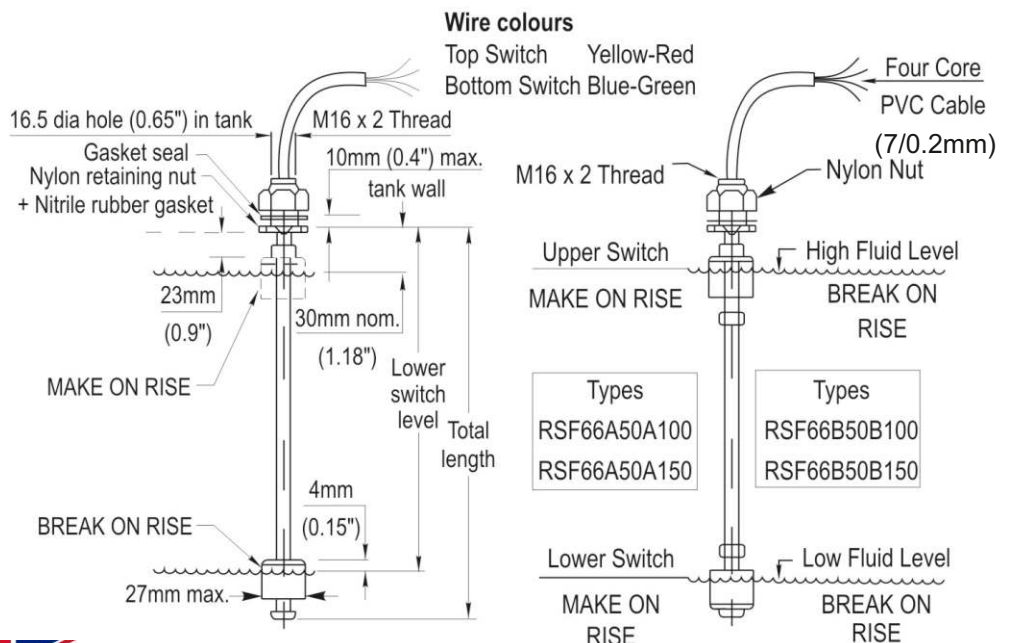 Wire colours
Top Switch Yellow-Red
Bottom Switch Blue-Green
16.5 dia hole (0.65") in tank
M16 x 2 Thread
Gasket seal
Nylon retaining nut
+ Nitrile rubber gasket
10mm (0.4") max.
tank wall
23mm
(0.9")
30mm nom.
(1.18")
MAKE ON RISE
Lower
switch
level
Total
length
4mm
(0.15")
BREAK ON RISE
27mm max.
Four Core
PVC Cable
(7/0.2mm)
M16 x 2 Thread
Nylon Nut
Upper Switch
High Fluid Level
MAKE ON RISE
BREAK ON
RISE
Types
RSF66A50A100
RSF66A50A150
Types
RSF66B50B100
RSF66B50B150
Lower Switch
Low Fluid Level
MAKE ON
RISE
BREAK ON
RISE